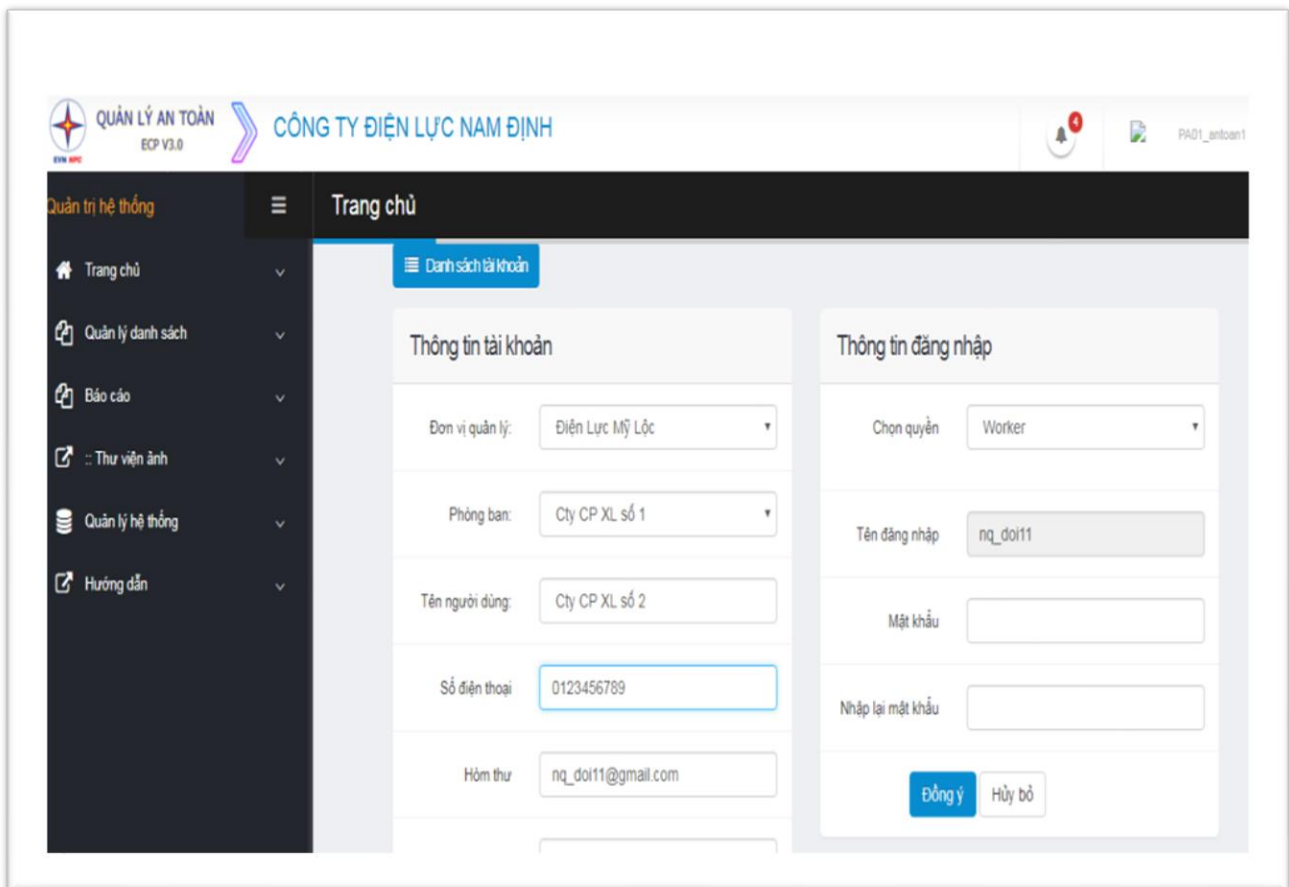 QUẢN LÝ AN TOÀN
ECP V3.0
EVN NPC
CÔNG TY ĐIỆN LỰC NAM ĐỊNH
4
PA01_antoan1
Quản trị hệ thống
Trang chủ
Trang chủ
Quản lý danh sách
Báo cáo
:: Thư viện ảnh
Quản lý hệ thống
Hướng dẫn
Danh sách tài khoản
Thông tin tài khoản
Đơn vị quản lý: Điện Lực Mỹ Lộc
Phòng ban: Cty CP XL số 1
Tên người dùng: Cty CP XL số 2
Số điện thoại 0123456789
Hòm thư nq_doi11@gmail.com
Thông tin đăng nhập
Chọn quyền Worker
Tên đăng nhập nq_doi11
Mật khẩu
Nhập lại mật khẩu
Đồng ý Hủy bỏ